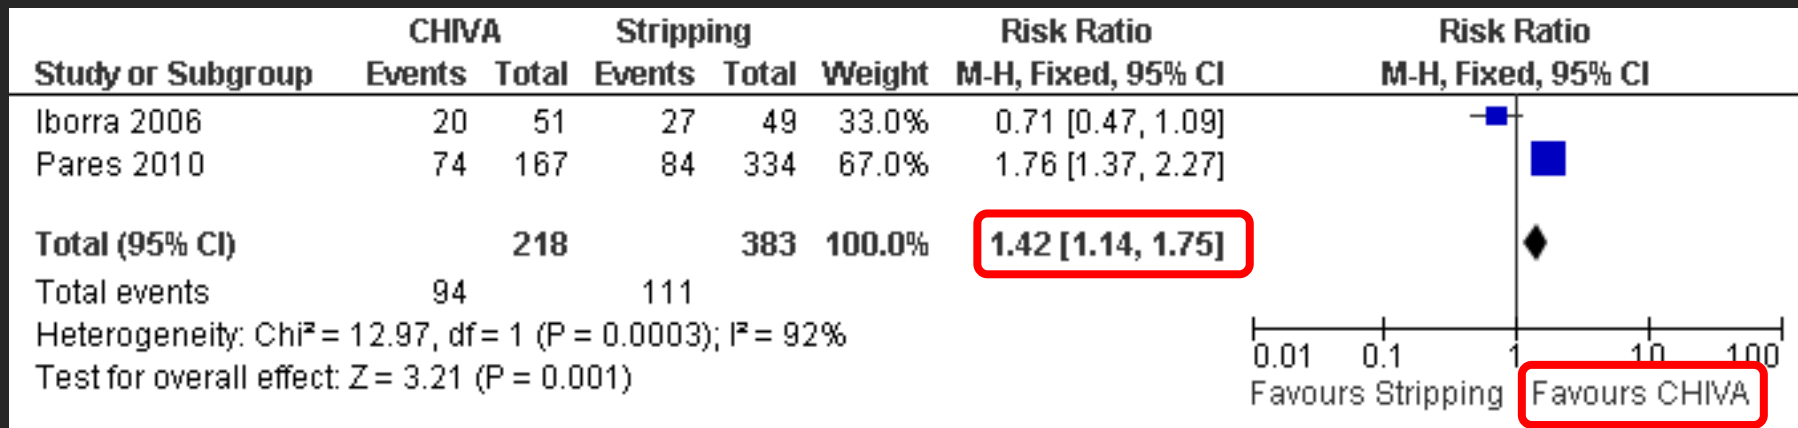 CHIVA Stripping Risk Ratio Risk Ratio
Study or Subgroup Events Total Events Total Weight M-H, Fixed, 95% CI M-H, Fixed, 95% CI
Iborra 2006 20 51 27 49 33.0% 0.71 [0.47, 1.09]
Pares 2010 74 167 84 334 67.0% 1.76 [1.37, 2.27]
Total (95% CI) 218 383 100.0% 1.42 [1.14, 1.75]
Total events 94 111
Heterogeneity: Chi² = 12.97, df = 1 (P = 0.0003); I² = 92%
Test for overall effect: Z = 3.21 (P = 0.001)
0.01 0.1 1 10 100
Favours Stripping Favours CHIVA